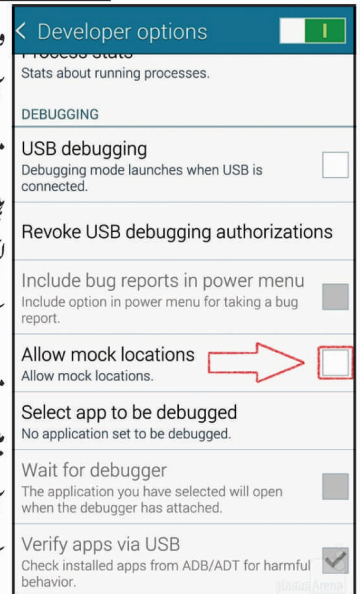 Developer options
Process stats
Stats about running processes.
DEBUGGING
USB debugging
Debugging mode launches when USB is
connected.
Revoke USB debugging authorizations
Include bug reports in power menu
Include option in power menu for taking a bug
report.
Allow mock locations
Allow mock locations.
Select app to be debugged
No application set to be debugged.
Wait for debugger
The application you have selected will open
when the debugger has attached.
Verify apps via USB
Check installed apps from ADB/ADT for harmful
behavior.